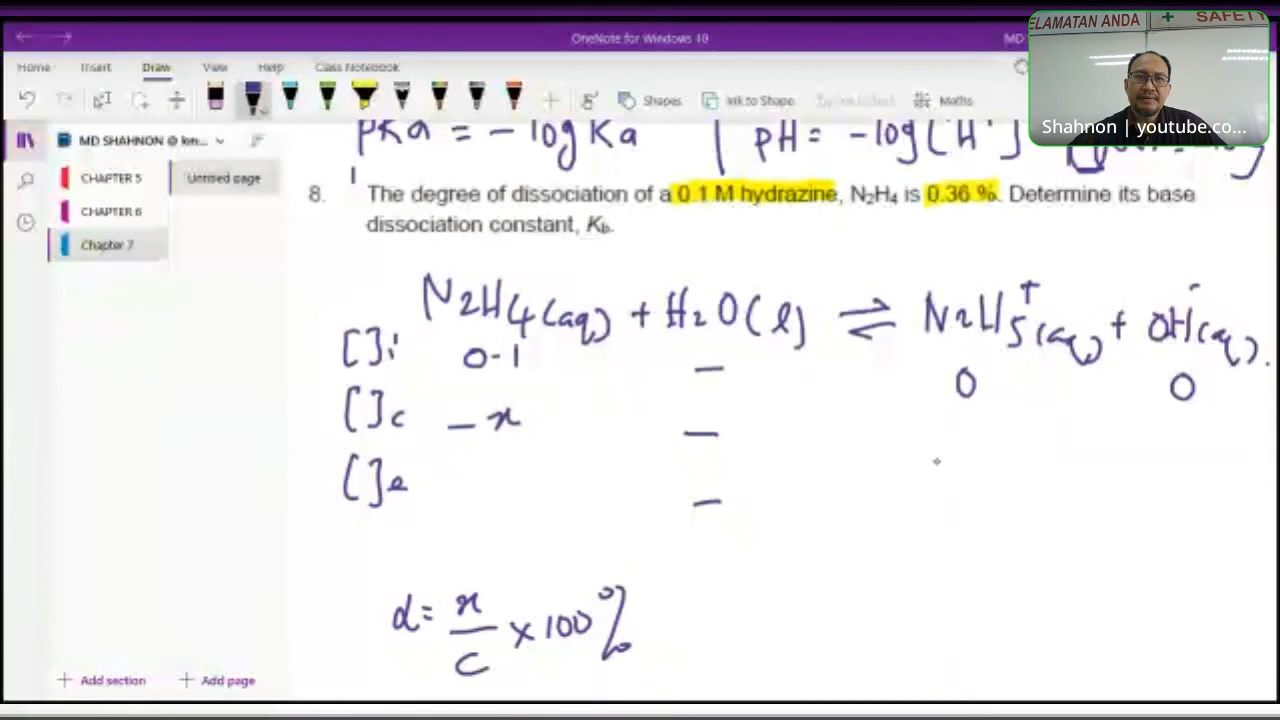 OneNote for Windows 10
MD
ELAMATAN ANDA + SAFETY
Home Insert Draw View Help Class Notebook
Shapes Ink to Shape Maths
Shahnon | youtube.co...
MD SHAHNON @ km...
CHAPTER 5
Untitled page
CHAPTER 6
Chapter 7
pKa = - log Ka | pH = -log[H+]
8. The degree of dissociation of a 0.1 M hydrazine, N₂H₄ is 0.36 %. Determine its base
dissociation constant, Kb.
N2H4(aq) + H2O(l) ⇌ N2H5+(aq) + OH-(aq).
[]i 0.1 – 0 0
[]c – x –
[]e –
α = x/c × 100%
+ Add section + Add page